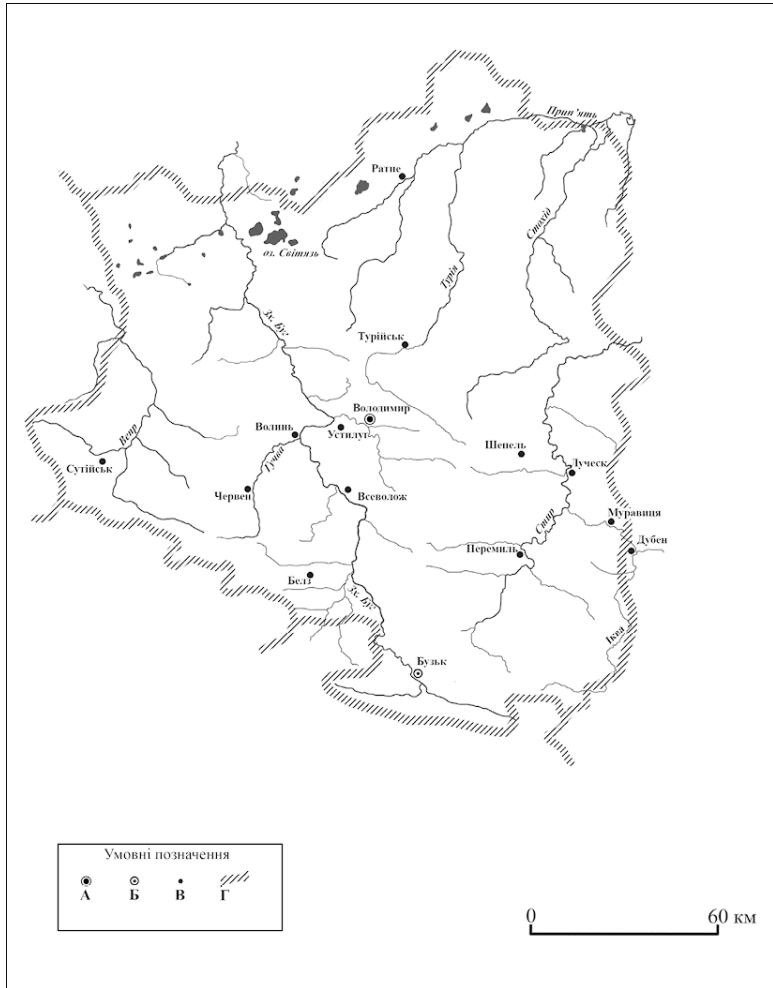 Прип'ять
Ратне
Стохід
оз. Світязь
Турія
Зх. Буг
Турійськ
Володимир
Волинь
Устилуг
Вепр
Шепель
Сутійськ
Гучва
Луческ
Червен
Всеволож
Стир
Муравиця
Перемиль
Дубен
Белз
Зх. Буг
Іква
Бузьк
Умовні позначення
А Б В Г
0 60 км